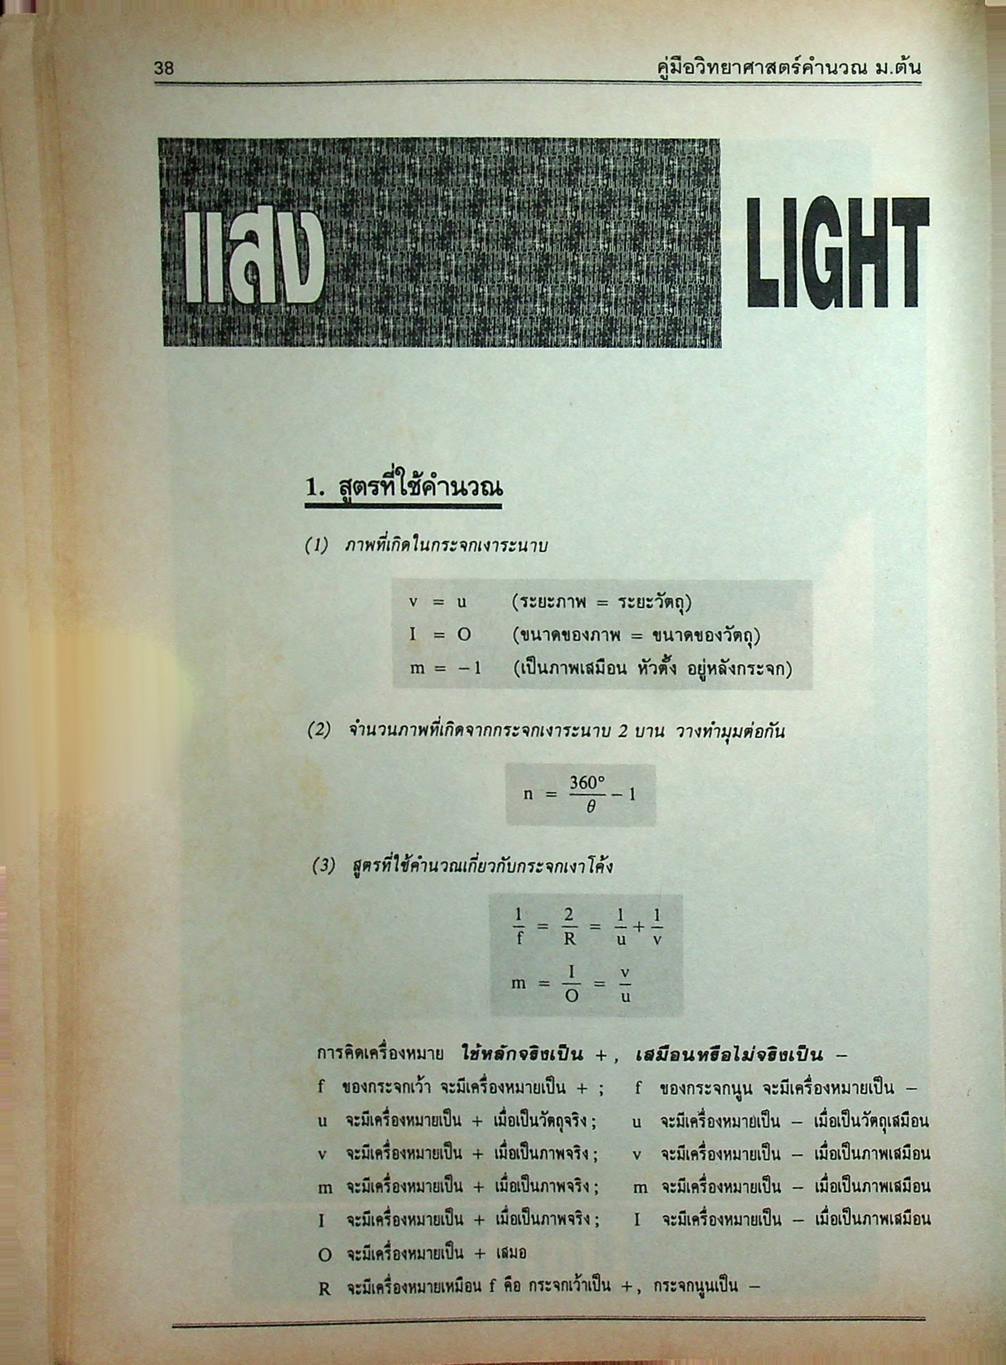 38 คู่มือวิทยาศาสตร์คำนวณ ม.ต้น
แสง LIGHT
1. สูตรที่ใช้คำนวณ
(1) ภาพที่เกิดในกระจกเงาระนาบ
v = u (ระยะภาพ = ระยะวัตถุ)
I = O (ขนาดของภาพ = ขนาดของวัตถุ)
m = −1 (เป็นภาพเสมือน หัวตั้ง อยู่หลังกระจก)
(2) จำนวนภาพที่เกิดจากกระจกเงาระนาบ 2 บาน วางทำมุมต่อกัน
n = 360°/θ − 1
(3) สูตรที่ใช้คำนวณเกี่ยวกับกระจกเงาโค้ง
1/f = 2/R = 1/u + 1/v
m = I/O = v/u
การคิดเครื่องหมาย ใช้หลักจริงเป็น +, เสมือนหรือไม่จริงเป็น −
f ของกระจกเว้า จะมีเครื่องหมายเป็น + ; f ของกระจกนูน จะมีเครื่องหมายเป็น −
u จะมีเครื่องหมายเป็น + เมื่อเป็นวัตถุจริง; u จะมีเครื่องหมายเป็น − เมื่อเป็นวัตถุเสมือน
v จะมีเครื่องหมายเป็น + เมื่อเป็นภาพจริง; v จะมีเครื่องหมายเป็น − เมื่อเป็นภาพเสมือน
m จะมีเครื่องหมายเป็น + เมื่อเป็นภาพจริง; m จะมีเครื่องหมายเป็น − เมื่อเป็นภาพเสมือน
I จะมีเครื่องหมายเป็น + เมื่อเป็นภาพจริง; I จะมีเครื่องหมายเป็น − เมื่อเป็นภาพเสมือน
O จะมีเครื่องหมายเป็น + เสมอ
R จะมีเครื่องหมายเหมือน f คือ กระจกเว้าเป็น +, กระจกนูนเป็น −